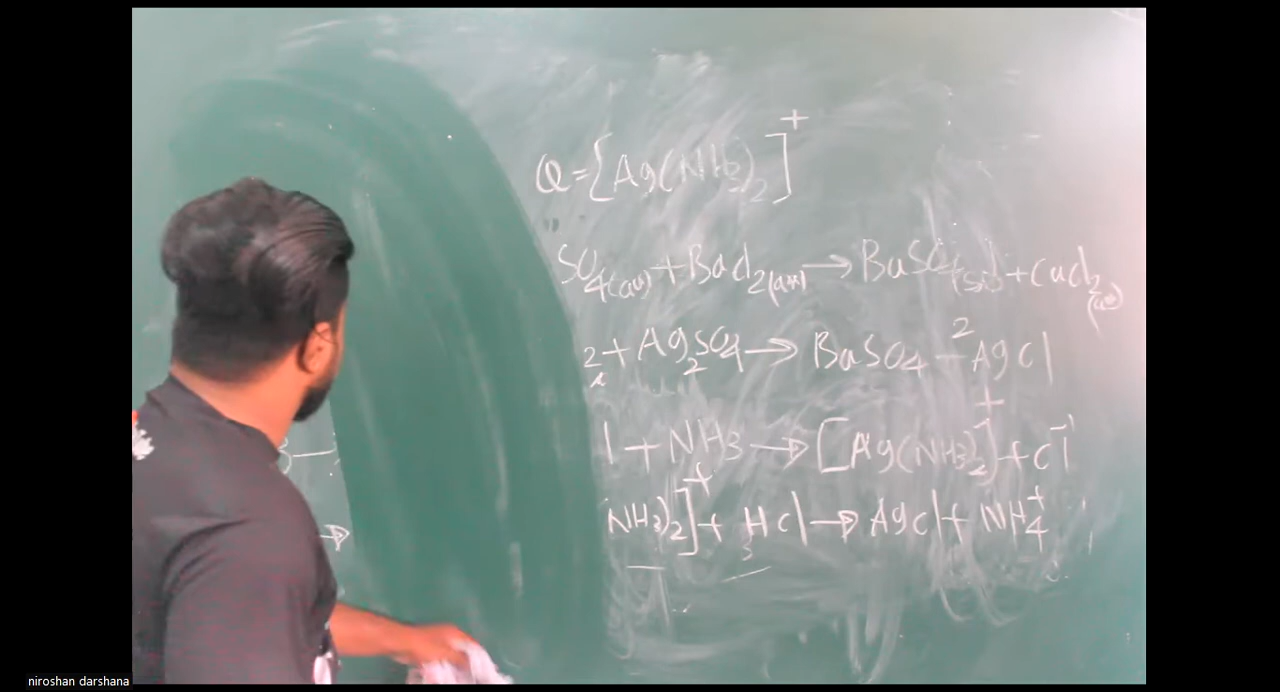 Q=[Ag(NH3)2]+
SO4(aq) + BaCl2(aq) → BaSO4(s) + CuCl2(aq)
2 + Ag2SO4 → BaSO4 - 2AgCl
l + NH3 → [Ag(NH3)2]+ + Cl-
NH3)2]+ + HCl → AgCl + NH4+
3
niroshan darshana